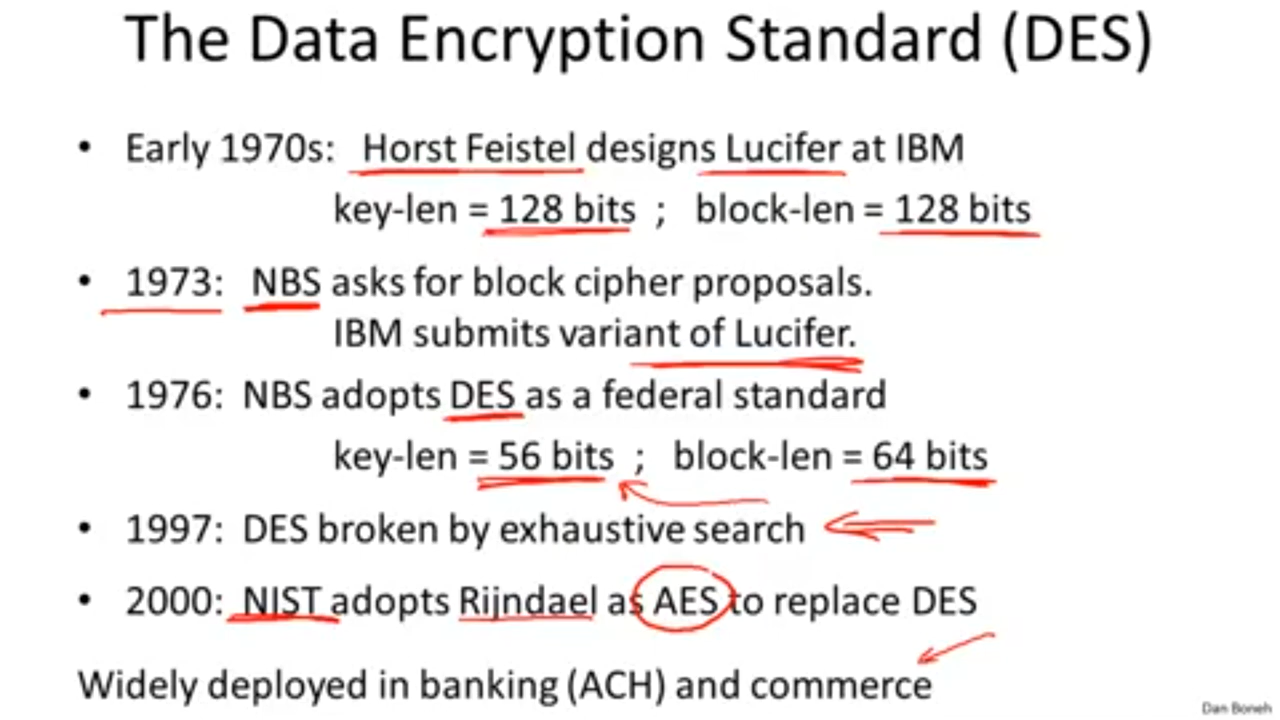 The Data Encryption Standard (DES)
• Early 1970s: Horst Feistel designs Lucifer at IBM
key-len = 128 bits ; block-len = 128 bits
• 1973: NBS asks for block cipher proposals.
IBM submits variant of Lucifer.
• 1976: NBS adopts DES as a federal standard
key-len = 56 bits ; block-len = 64 bits
• 1997: DES broken by exhaustive search
• 2000: NIST adopts Rijndael as AES to replace DES
Widely deployed in banking (ACH) and commerce
Dan Boneh